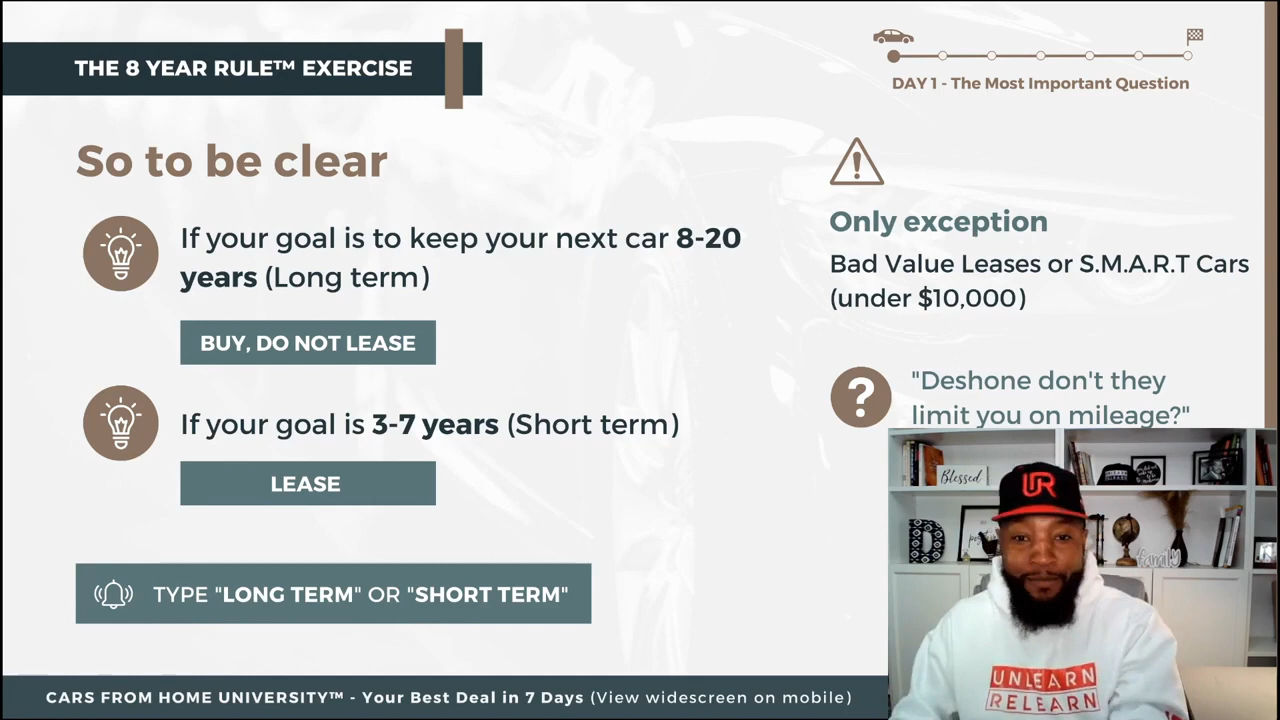 THE 8 YEAR RULE™ EXERCISE
DAY 1 - The Most Important Question
So to be clear
If your goal is to keep your next car 8-20
years (Long term)
BUY, DO NOT LEASE
If your goal is 3-7 years (Short term)
LEASE
TYPE "LONG TERM" OR "SHORT TERM"
Only exception
Bad Value Leases or S.M.A.R.T Cars
(under $10,000)
"Deshone don't they
limit you on mileage?"
Blessed
D
family
UR
UNLEARN
RELEARN
CARS FROM HOME UNIVERSITY™ - Your Best Deal in 7 Days (View widescreen on mobile)